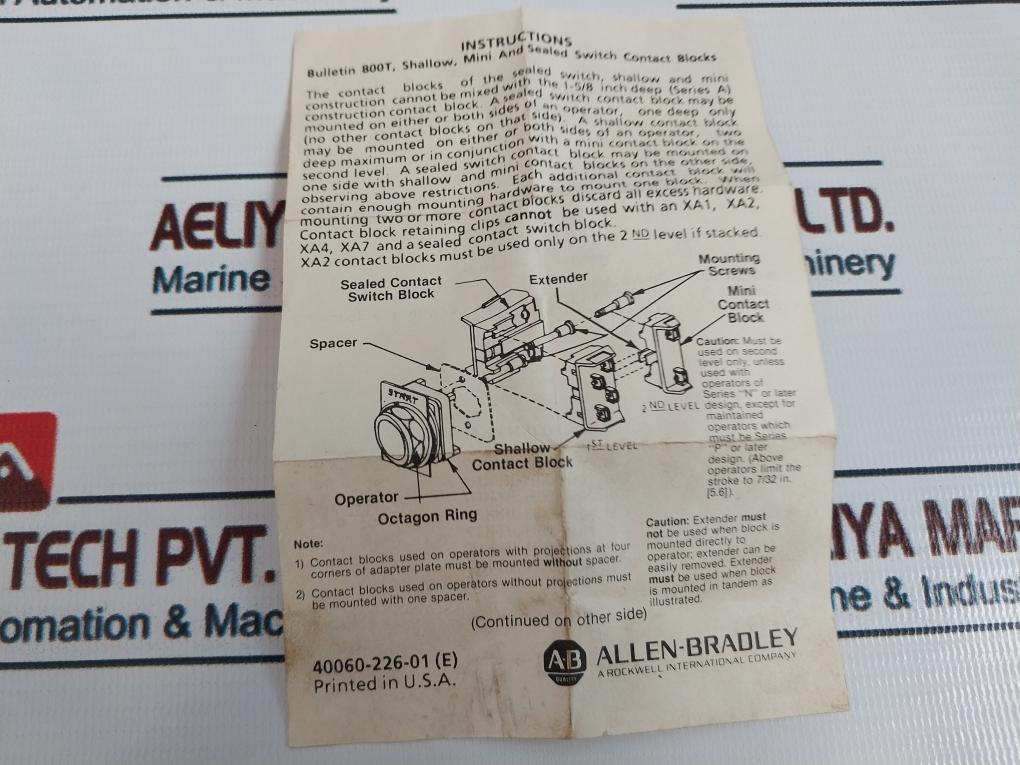 Automation & Machinery
INSTRUCTIONS
Bulletin 800T, Shallow, Mini And Sealed Switch Contact Blocks
The contact blocks of the sealed switch, shallow and mini
construction cannot be mixed with the 1-5/8 inch deep (Series A)
construction contact block. A sealed switch contact block may be
mounted on either or both sides of an operator, one deep only
(no other contact blocks on that side). A shallow contact block
may be mounted on either or both sides of an operator, two
deep maximum or in conjunction with a mini contact block on the
second level. A sealed switch contact block may be mounted on
one side with shallow and mini contact blocks on the other side,
observing above restrictions. Each additional contact block will
contain enough mounting hardware to mount one block. When
mounting two or more contact blocks discard all excess hardware.
Contact block retaining clips cannot be used with an XA1, XA2,
XA4, XA7 and a sealed contact switch block.
XA2 contact blocks must be used only on the 2 ND level if stacked.
AELIY
LTD.
Marine
hinery
Sealed Contact
Switch Block
Extender
Mounting
Screws
Mini
Contact
Block
Spacer
START
Caution: Must be
used on second
level only, unless
used with
operators of
Series "N" or later
design, except for
maintained
operators which
must be Series
"P" or later
design. (Above
operators limit the
stroke to 7/32 in.
[5.6]).
2 ND LEVEL
1 ST LEVEL
Shallow
Contact Block
Operator
Octagon Ring
Note:
1) Contact blocks used on operators with projections at four
corners of adapter plate must be mounted without spacer.
2) Contact blocks used on operators without projections must
be mounted with one spacer.
Caution: Extender must
not be used when block is
mounted directly to
operator; extender can be
easily removed. Extender
must be used when block
is mounted in tandem as
illustrated.
(Continued on other side)
TECH PVT.
IYA MAR
omation & Mac
ne & Indus
40060-226-01 (E)
Printed in U.S.A.
A-B
QUALITY
ALLEN-BRADLEY
A ROCKWELL INTERNATIONAL COMPANY